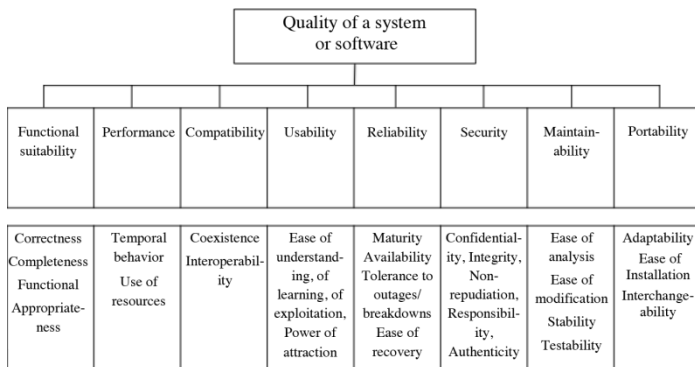 Quality of a system
or software
Functional
suitability
Performance
Compatibility
Usability
Reliability
Security
Maintain-
ability
Portability
Correctness
Completeness
Functional
Appropriate-
ness
Temporal
behavior
Use of
resources
Coexistence
Interoperabil-
ity
Ease of
understand-
ing, of
learning, of
exploitation,
Power of
attraction
Maturity
Availability
Tolerance to
outages/
breakdowns
Ease of
recovery
Confidential-
ity, Integrity,
Non-
repudiation,
Responsibil-
ity,
Authenticity
Ease of
analysis
Ease of
modification
Stability
Testability
Adaptability
Ease of
Installation
Interchange-
ability